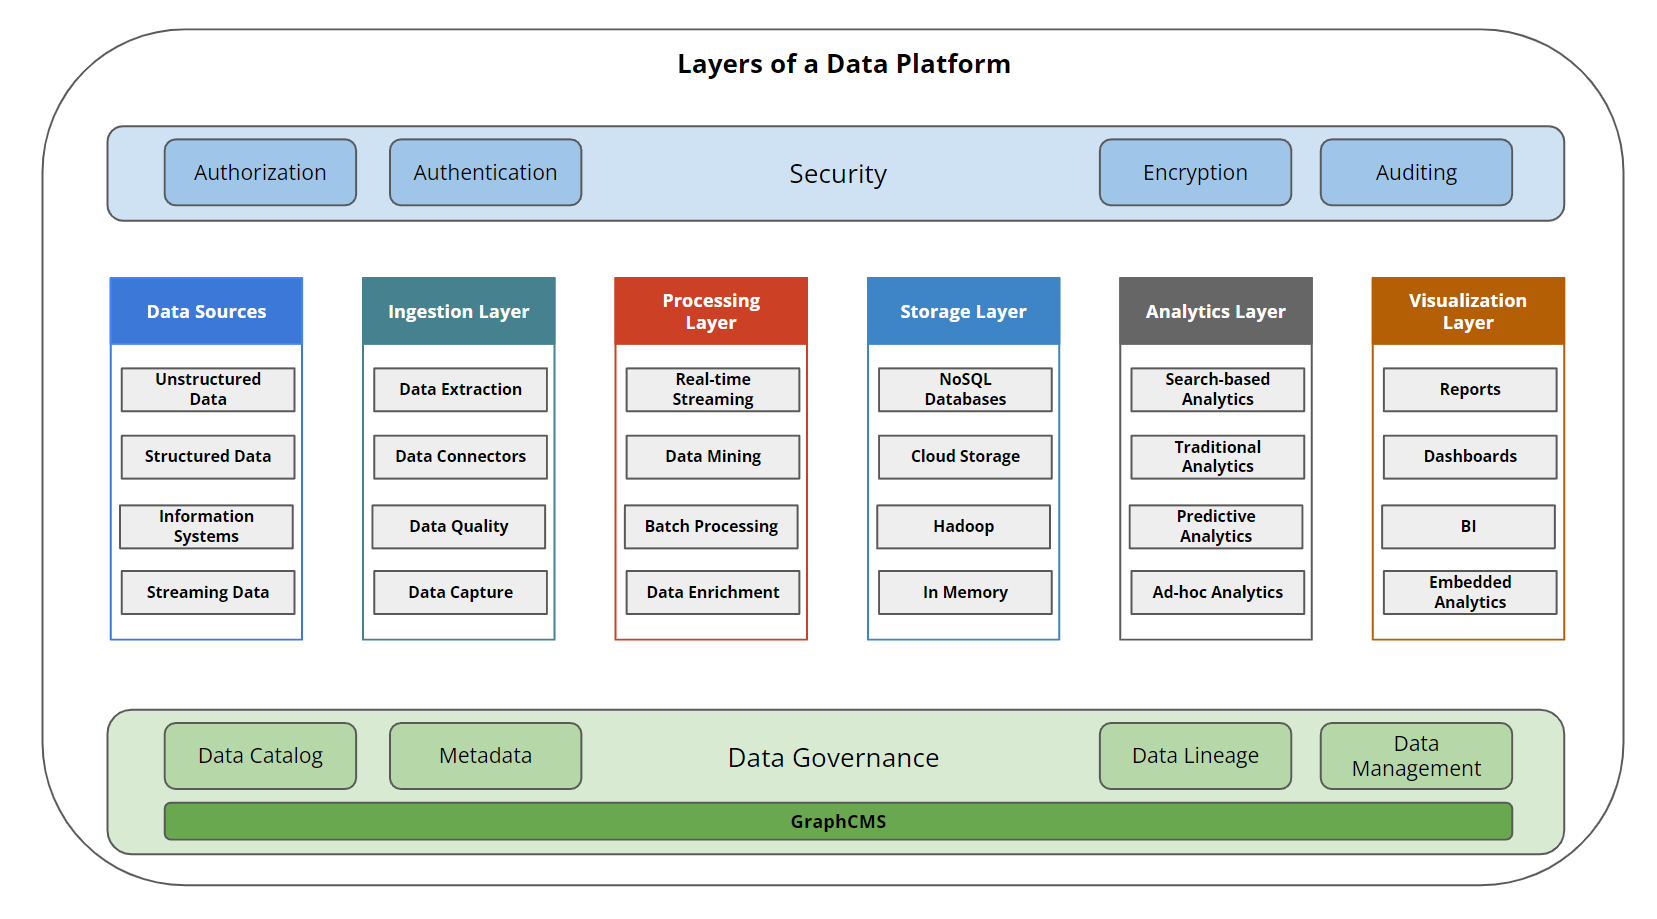 Layers of a Data Platform
Authorization
Authentication
Security
Encryption
Auditing
Data Sources
Unstructured
Data
Structured Data
Information
Systems
Streaming Data
Ingestion Layer
Data Extraction
Data Connectors
Data Quality
Data Capture
Processing
Layer
Real-time
Streaming
Data Mining
Batch Processing
Data Enrichment
Storage Layer
NoSQL
Databases
Cloud Storage
Hadoop
In Memory
Analytics Layer
Search-based
Analytics
Traditional
Analytics
Predictive
Analytics
Ad-hoc Analytics
Visualization
Layer
Reports
Dashboards
BI
Embedded
Analytics
Data Catalog
Metadata
Data Governance
Data Lineage
Data
Management
GraphCMS